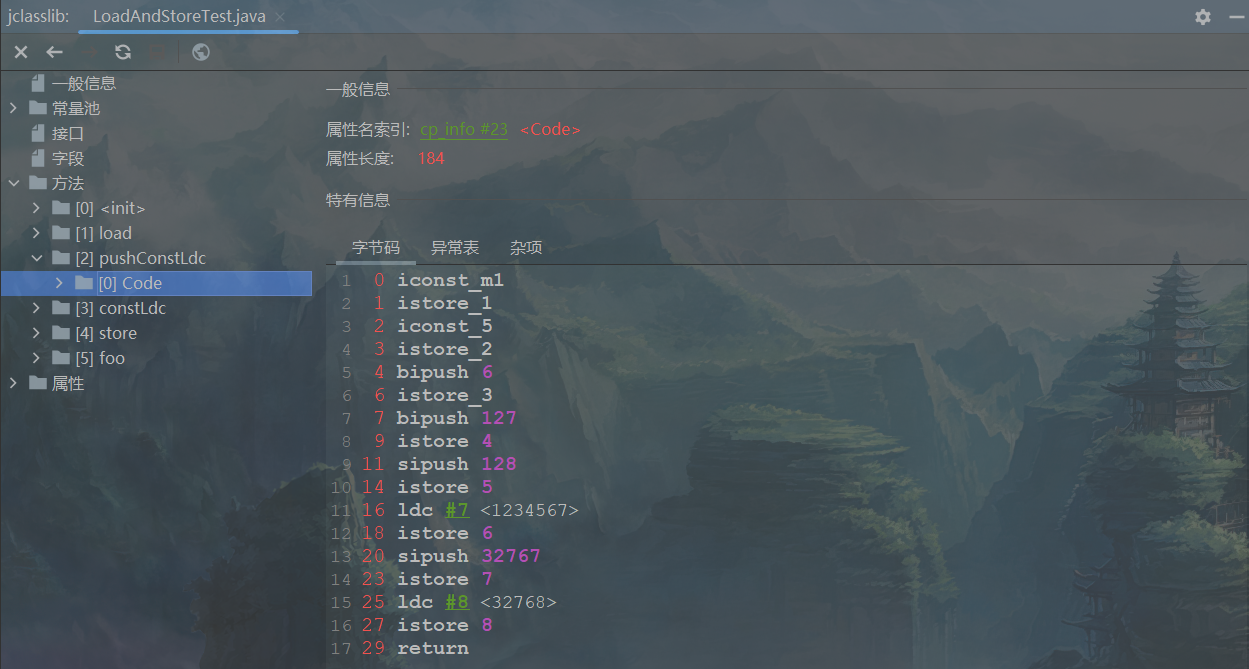 jclasslib: LoadAndStoreTest.java
一般信息
常量池
接口
字段
方法
[0] <init>
[1] load
[2] pushConstLdc
[0] Code
[3] constLdc
[4] store
[5] foo
属性
一般信息
属性名索引: cp_info #23 <Code>
属性长度: 184
特有信息
字节码 异常表 杂项
1 0 iconst_m1
2 1 istore_1
3 2 iconst_5
4 3 istore_2
5 4 bipush 6
6 6 istore_3
7 7 bipush 127
8 9 istore 4
9 11 sipush 128
10 14 istore 5
11 16 ldc #7 <1234567>
12 18 istore 6
13 20 sipush 32767
14 23 istore 7
15 25 ldc #8 <32768>
16 27 istore 8
17 29 return